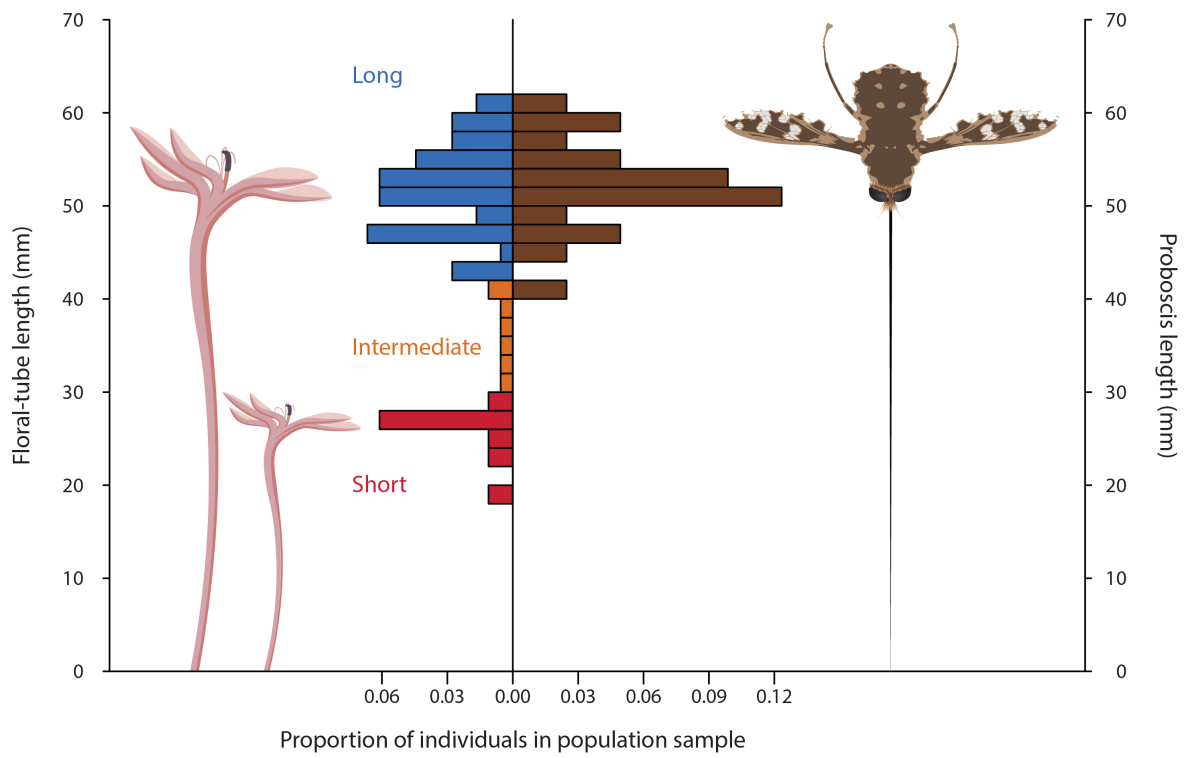 70
60
50
40
30
20
10
0
Floral-tube length (mm)
Long
Intermediate
Short
70
60
50
40
30
20
10
0
Proboscis length (mm)
0.06 0.03 0.00 0.03 0.06 0.09 0.12
Proportion of individuals in population sample